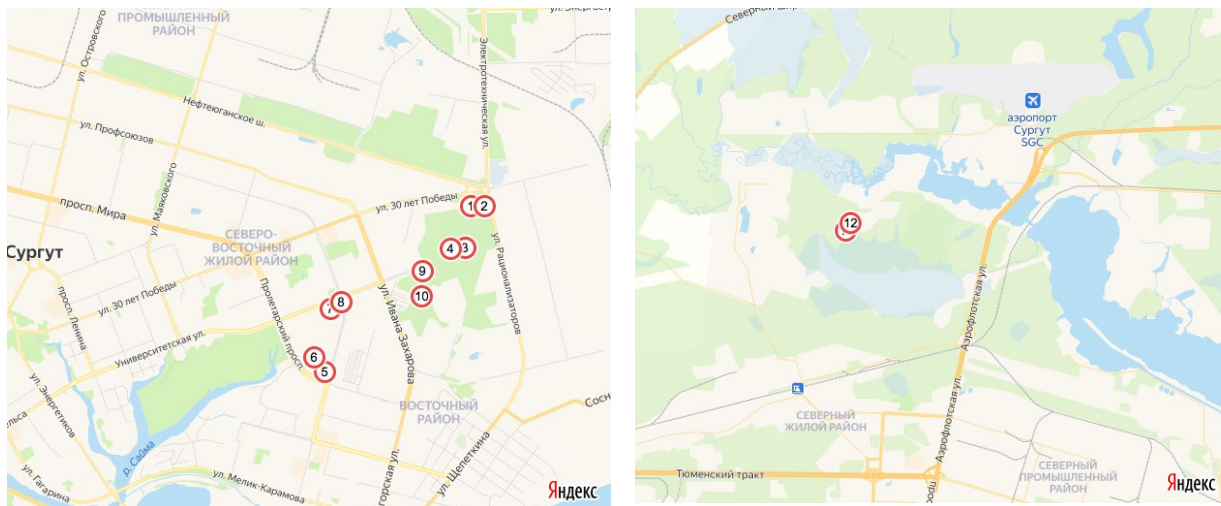 ПРОМЫШЛЕННЫЙ
РАЙОН
ул. Островского
Нефтеюганское ш.
ул. Профсоюзов
ул. Маяковского
Электротехническая ул.
просп. Мира
ул. 30 лет Победы
1
2
СЕВЕРО-
ВОСТОЧНЫЙ
ЖИЛОЙ РАЙОН
Сургут
4
3
9
10
ул. Рационализаторов
ул. 30 лет Победы
просп. Ленина
Пролетарский просп.
7
8
ул. Ивана Захарова
Университетская ул.
6
5
ул. Энергетиков
ВОСТОЧНЫЙ
РАЙОН
р. Сайма
ул. Щепеткина
ул. Гагарина
ул. Мелик-Карамова
Яндекс
аэропорт
Сургут
SGC
12
Аэрофлотская ул.
СЕВЕРНЫЙ
ЖИЛОЙ РАЙОН
Аэрофлотская ул.
Тюменский тракт
СЕВЕРНЫЙ
ПРОМЫШЛЕННЫЙ
РАЙОН
Яндекс